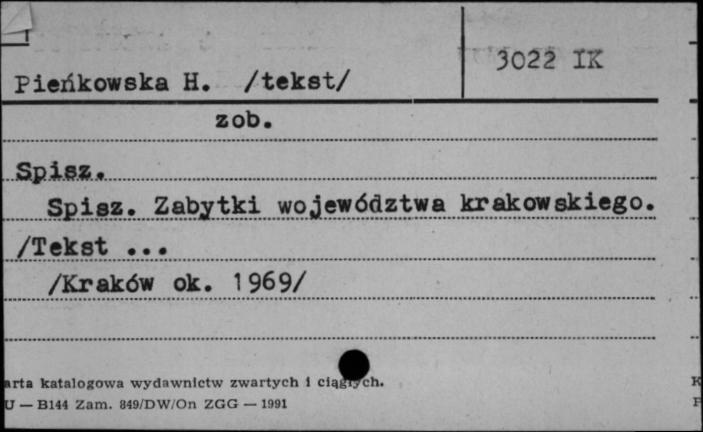 3022 IK
Pieńkowska H. /tekst/
zob.
Spisz.
Spisz. Zabytki województwa krakowskiego.
/Tekst ...
/Kraków ok. 1969/
arta katalogowa wydawnictw zwartych i ciągłych.
U — B144 Zam. 849/DW/On ZGG — 1991
K
P